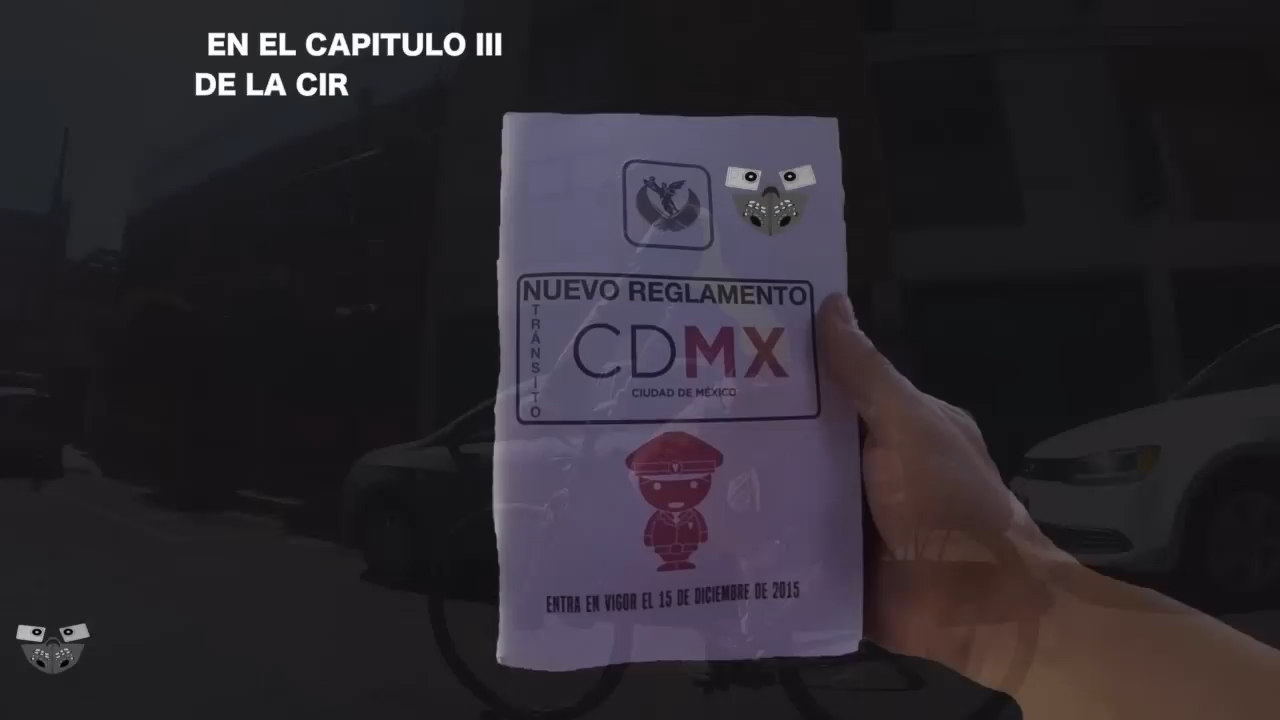 EN EL CAPITULO III
DE LA CIR
NUEVO REGLAMENTO
TRÁNSITO
CDMX
CIUDAD DE MÉXICO
ENTRA EN VIGOR EL 15 DE DICIEMBRE DE 2015